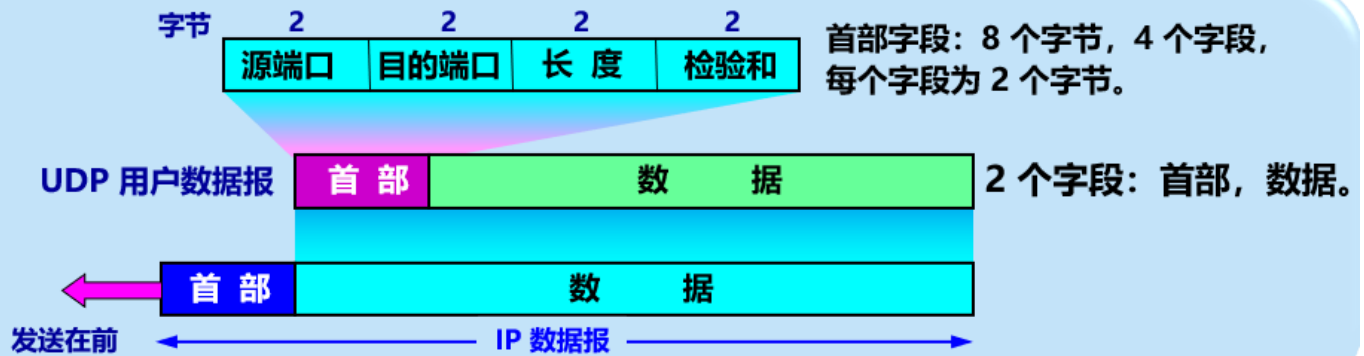 字节 2 2 2 2
源端口 目的端口 长 度 检验和
首部字段：8 个字节，4 个字段，
每个字段为 2 个字节。
UDP 用户数据报 首 部 数 据 2 个字段：首部，数据。
首 部 数 据
发送在前 IP 数据报